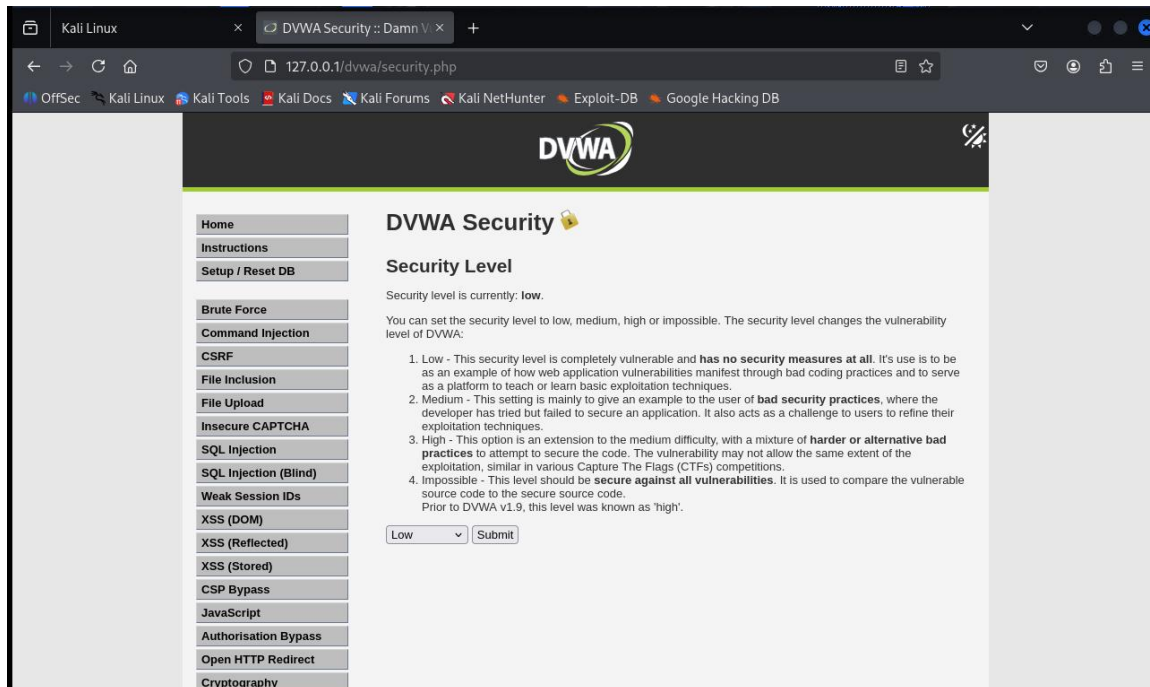 Kali Linux
DVWA Security :: Damn V
127.0.0.1/dvwa/security.php
OffSec Kali Linux Kali Tools Kali Docs Kali Forums Kali NetHunter Exploit-DB Google Hacking DB
DVWA
Home
Instructions
Setup / Reset DB
Brute Force
Command Injection
CSRF
File Inclusion
File Upload
Insecure CAPTCHA
SQL Injection
SQL Injection (Blind)
Weak Session IDs
XSS (DOM)
XSS (Reflected)
XSS (Stored)
CSP Bypass
JavaScript
Authorisation Bypass
Open HTTP Redirect
Cryptography
DVWA Security
Security Level
Security level is currently: low.
You can set the security level to low, medium, high or impossible. The security level changes the vulnerability
level of DVWA:
1. Low - This security level is completely vulnerable and has no security measures at all. It's use is to be
as an example of how web application vulnerabilities manifest through bad coding practices and to serve
as a platform to teach or learn basic exploitation techniques.
2. Medium - This setting is mainly to give an example to the user of bad security practices, where the
developer has tried but failed to secure an application. It also acts as a challenge to users to refine their
exploitation techniques.
3. High - This option is an extension to the medium difficulty, with a mixture of harder or alternative bad
practices to attempt to secure the code. The vulnerability may not allow the same extent of the
exploitation, similar in various Capture The Flags (CTFs) competitions.
4. Impossible - This level should be secure against all vulnerabilities. It is used to compare the vulnerable
source code to the secure source code.
Prior to DVWA v1.9, this level was known as 'high'.
Low Submit